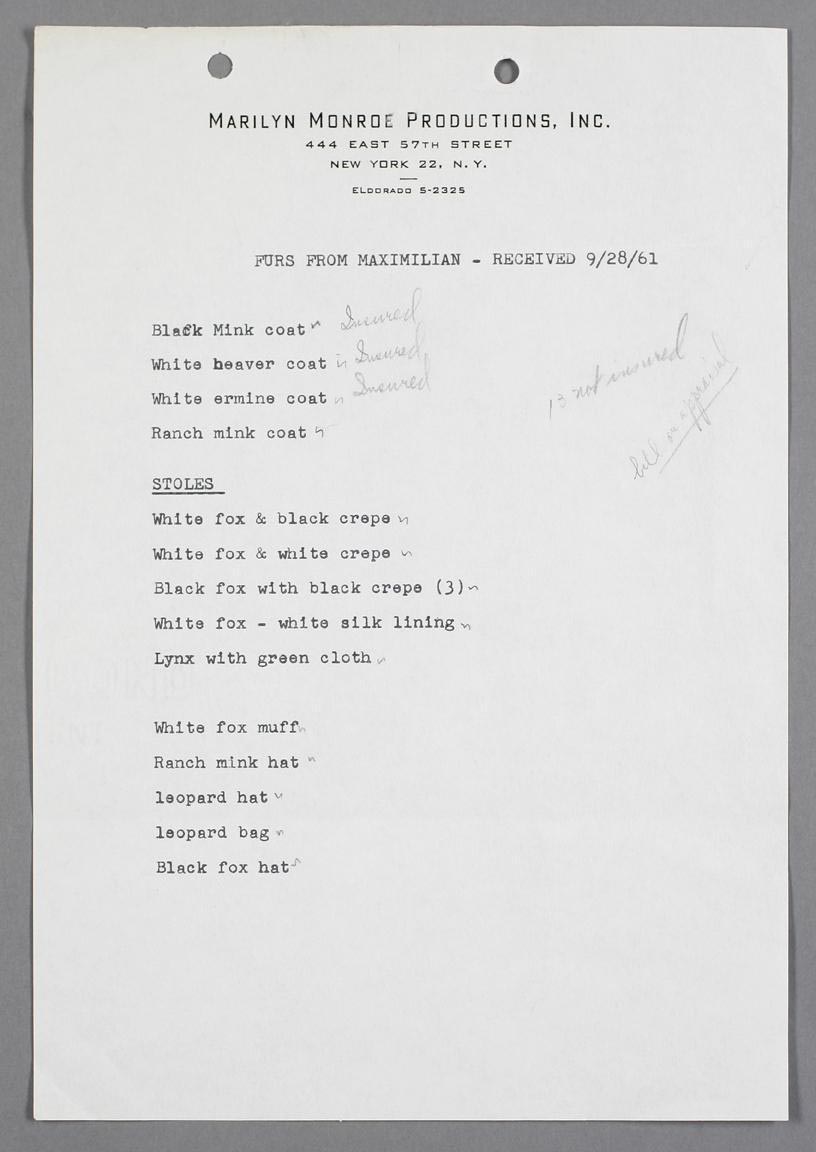 MARILYN MONROE PRODUCTIONS, INC.
444 EAST 57TH STREET
NEW YORK 22, N.Y.
ELDORADO 5-2325
FURS FROM MAXIMILIAN - RECEIVED 9/28/61
Black Mink coat Insured
White beaver coat Insured
White ermine coat Insured
Ranch mink coat
13 not insured
bill on appraisal
STOLES
White fox & black crepe
White fox & white crepe
Black fox with black crepe (3)
White fox - white silk lining
Lynx with green cloth
White fox muff
Ranch mink hat
leopard hat
leopard bag
Black fox hat